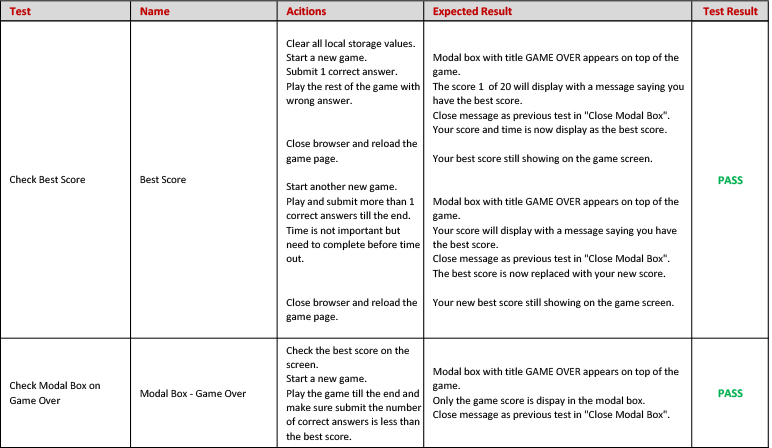 Test
Name
Acitions
Expected Result
Test Result
Check Best Score
Best Score
Clear all local storage values.
Start a new game.
Submit 1 correct answer.
Play the rest of the game with
wrong answer.
Close browser and reload the
game page.
Start another new game.
Play and submit more than 1
correct answers till the end.
Time is not important but
need to complete before time
out.
Close browser and reload the
game page.
Modal box with title GAME OVER appears on top of the
game.
The score 1 of 20 will display with a message saying you
have the best score.
Close message as previous test in "Close Modal Box".
Your score and time is now display as the best score.
Your best score still showing on the game screen.
Modal box with title GAME OVER appears on top of the
game.
Your score will display with a message saying you have
the best score.
Close message as previous test in "Close Modal Box".
The best score is now replaced with your new score.
Your new best score still showing on the game screen.
PASS
Check Modal Box on
Game Over
Modal Box - Game Over
Check the best score on the
screen.
Start a new game.
Play the game till the end and
make sure submit the number
of correct answers is less than
the best score.
Modal box with title GAME OVER appears on top of the
game.
Only the game score is dispay in the modal box.
Close message as previous test in "Close Modal Box".
PASS